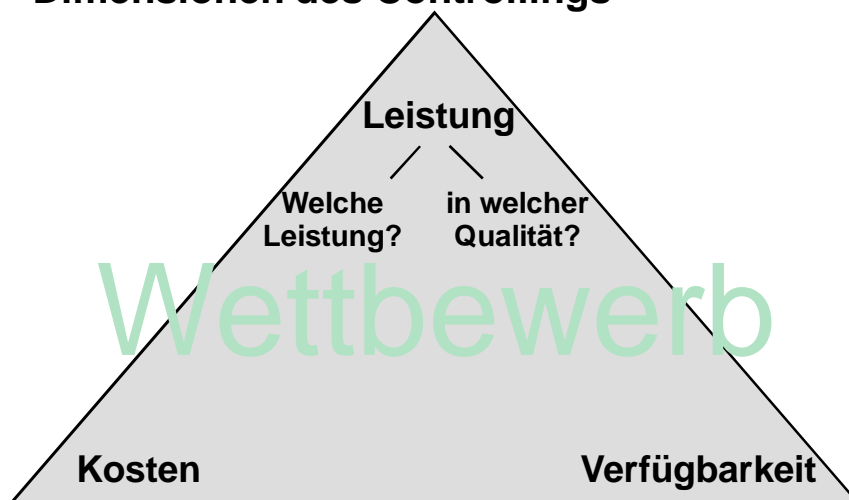 Dimensionen des Controllings
Leistung
Welche
Leistung?
in welcher
Qualität?
Wettbewerb
Kosten
Verfügbarkeit